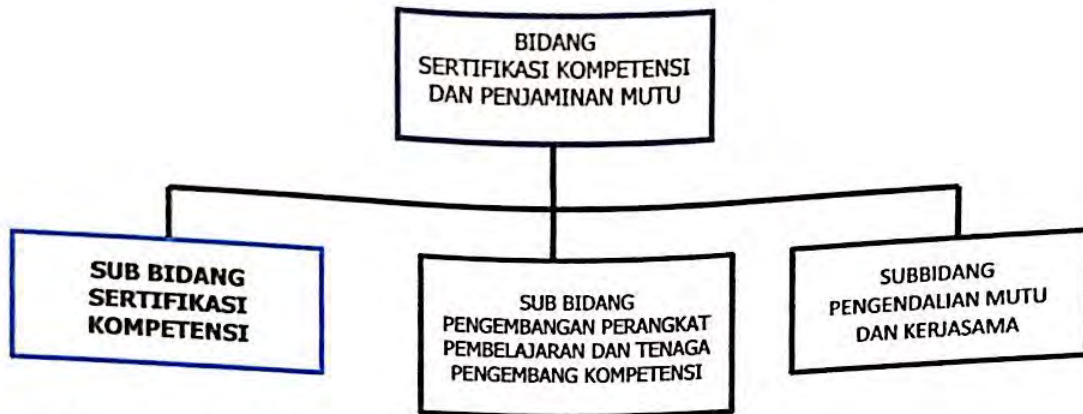 BIDANG
SERTIFIKASI KOMPETENSI
DAN PENJAMINAN MUTU
SUB BIDANG
SERTIFIKASI
KOMPETENSI
SUB BIDANG
PENGEMBANGAN PERANGKAT
PEMBELAJARAN DAN TENAGA
PENGEMBANG KOMPETENSI
SUBBIDANG
PENGENDALIAN MUTU
DAN KERJASAMA